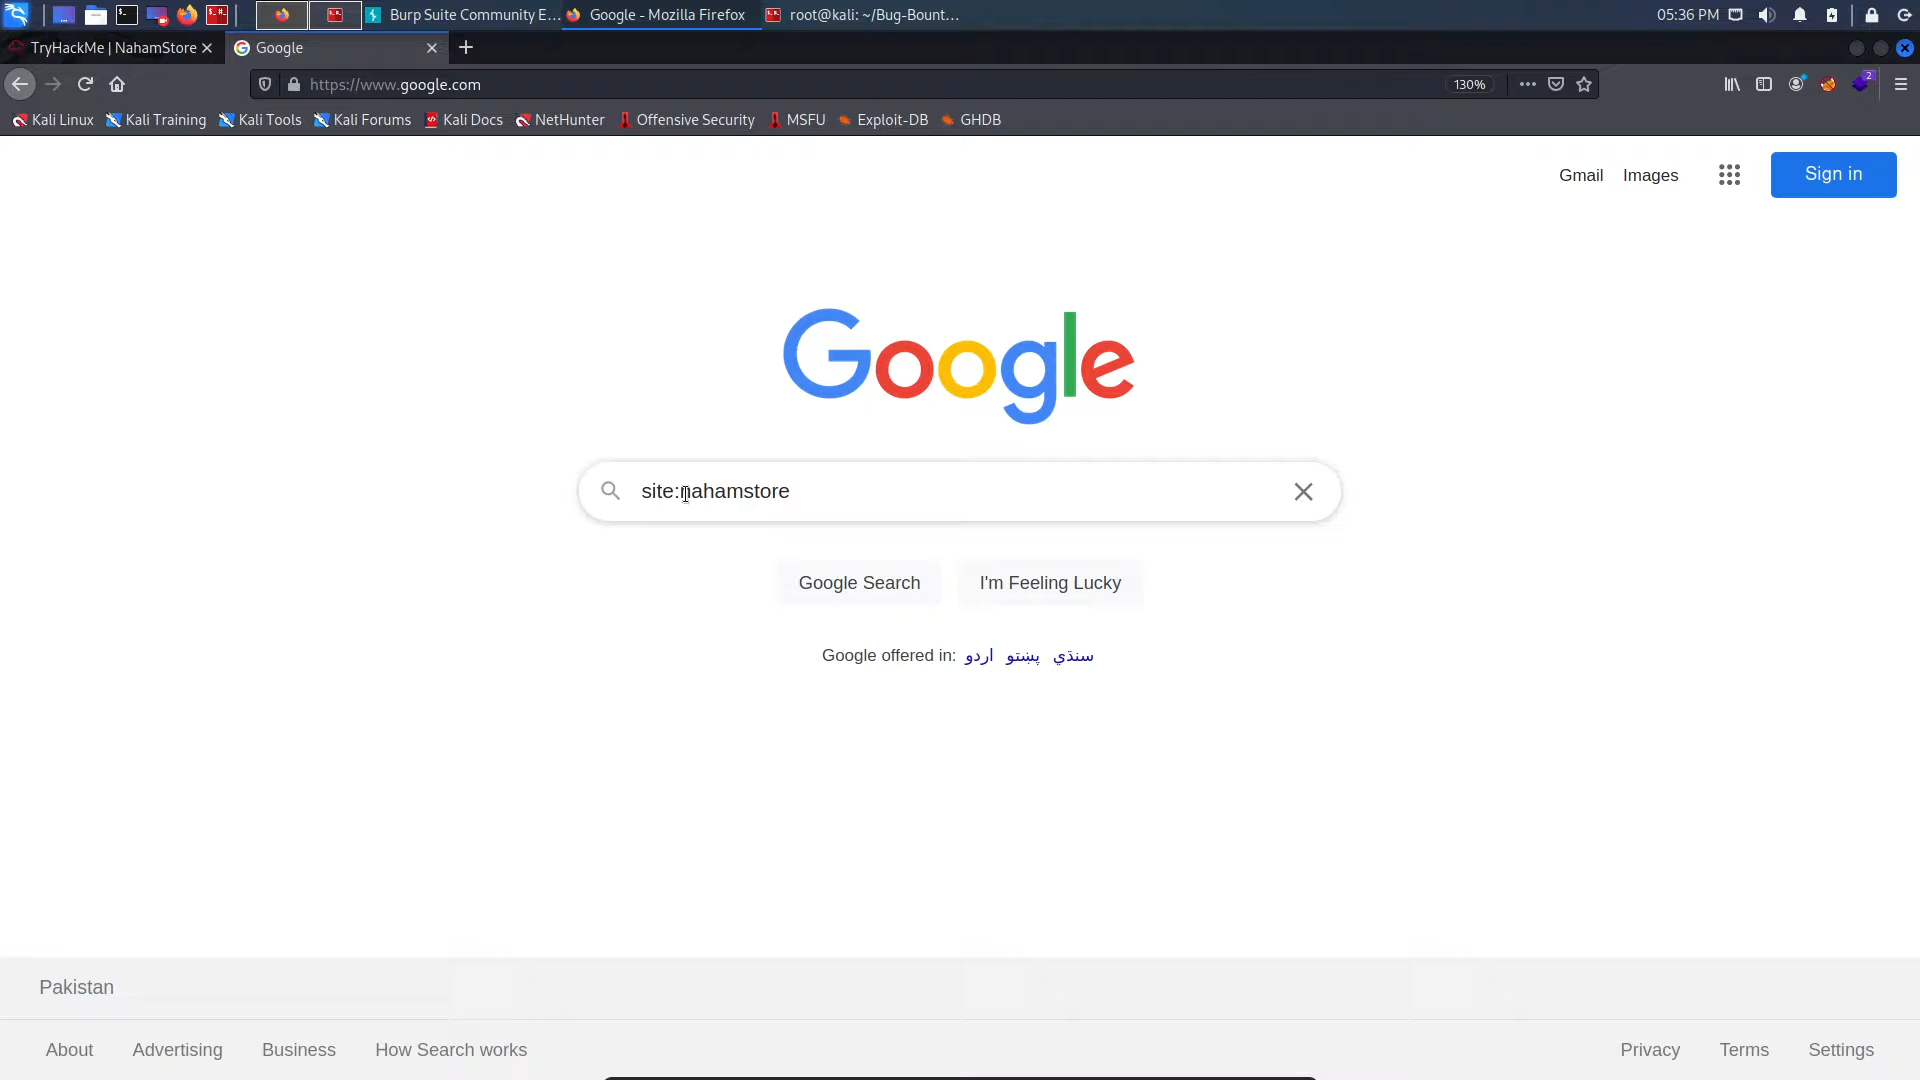 Burp Suite Community E...
Google - Mozilla Firefox
root@kali: ~/Bug-Bount...
05:36 PM
TryHackMe | NahamStore
Google
https://www.google.com
130%
2
Kali Linux
Kali Training
Kali Tools
Kali Forums
Kali Docs
NetHunter
Offensive Security
MSFU
Exploit-DB
GHDB
Gmail
Images
Sign in
Google
site:nahamstore
Google Search
I'm Feeling Lucky
Google offered in: اردو پښتو سنڌي
Pakistan
About
Advertising
Business
How Search works
Privacy
Terms
Settings